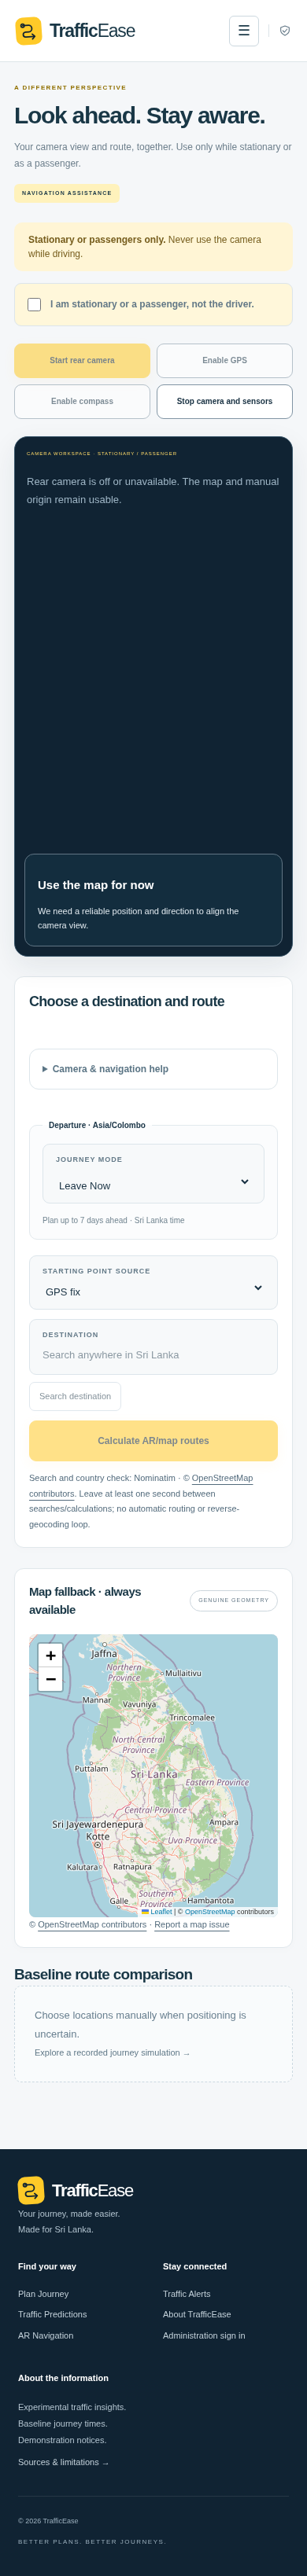 TrafficEase
☰
A DIFFERENT PERSPECTIVE
Look ahead. Stay aware.
Your camera view and route, together. Use only while stationary or
as a passenger.
NAVIGATION ASSISTANCE
Stationary or passengers only. Never use the camera
while driving.
I am stationary or a passenger, not the driver.
Start rear camera
Enable GPS
Enable compass
Stop camera and sensors
CAMERA WORKSPACE · STATIONARY / PASSENGER
Rear camera is off or unavailable. The map and manual
origin remain usable.
Use the map for now
We need a reliable position and direction to align the
camera view.
Choose a destination and route
▶ Camera & navigation help
Departure · Asia/Colombo
JOURNEY MODE
Leave Now
Plan up to 7 days ahead · Sri Lanka time
STARTING POINT SOURCE
GPS fix
DESTINATION
Search anywhere in Sri Lanka
Search destination
Calculate AR/map routes
Search and country check: Nominatim · © OpenStreetMap
contributors. Leave at least one second between
searches/calculations; no automatic routing or reverse-
geocoding loop.
Map fallback · always
available
GENUINE GEOMETRY
+
−
Jaffna
Northern
Province
Mullaitivu
Mannar
Vavuniya
Trincomalee
North Central
Province
Puttalam
Sri Lanka
Eastern Province
Central Province
Ampara
Sri Jayewardenepura
Kotte
Uva Province
Kalutara
Ratnapura
Southern
Province
Galle
Hambantota
Leaflet | © OpenStreetMap contributors
© OpenStreetMap contributors · Report a map issue
Baseline route comparison
Choose locations manually when positioning is
uncertain.
Explore a recorded journey simulation →
TrafficEase
Your journey, made easier.
Made for Sri Lanka.
Find your way
Plan Journey
Traffic Predictions
AR Navigation
Stay connected
Traffic Alerts
About TrafficEase
Administration sign in
About the information
Experimental traffic insights.
Baseline journey times.
Demonstration notices.
Sources & limitations →
© 2026 TrafficEase
BETTER PLANS. BETTER JOURNEYS.